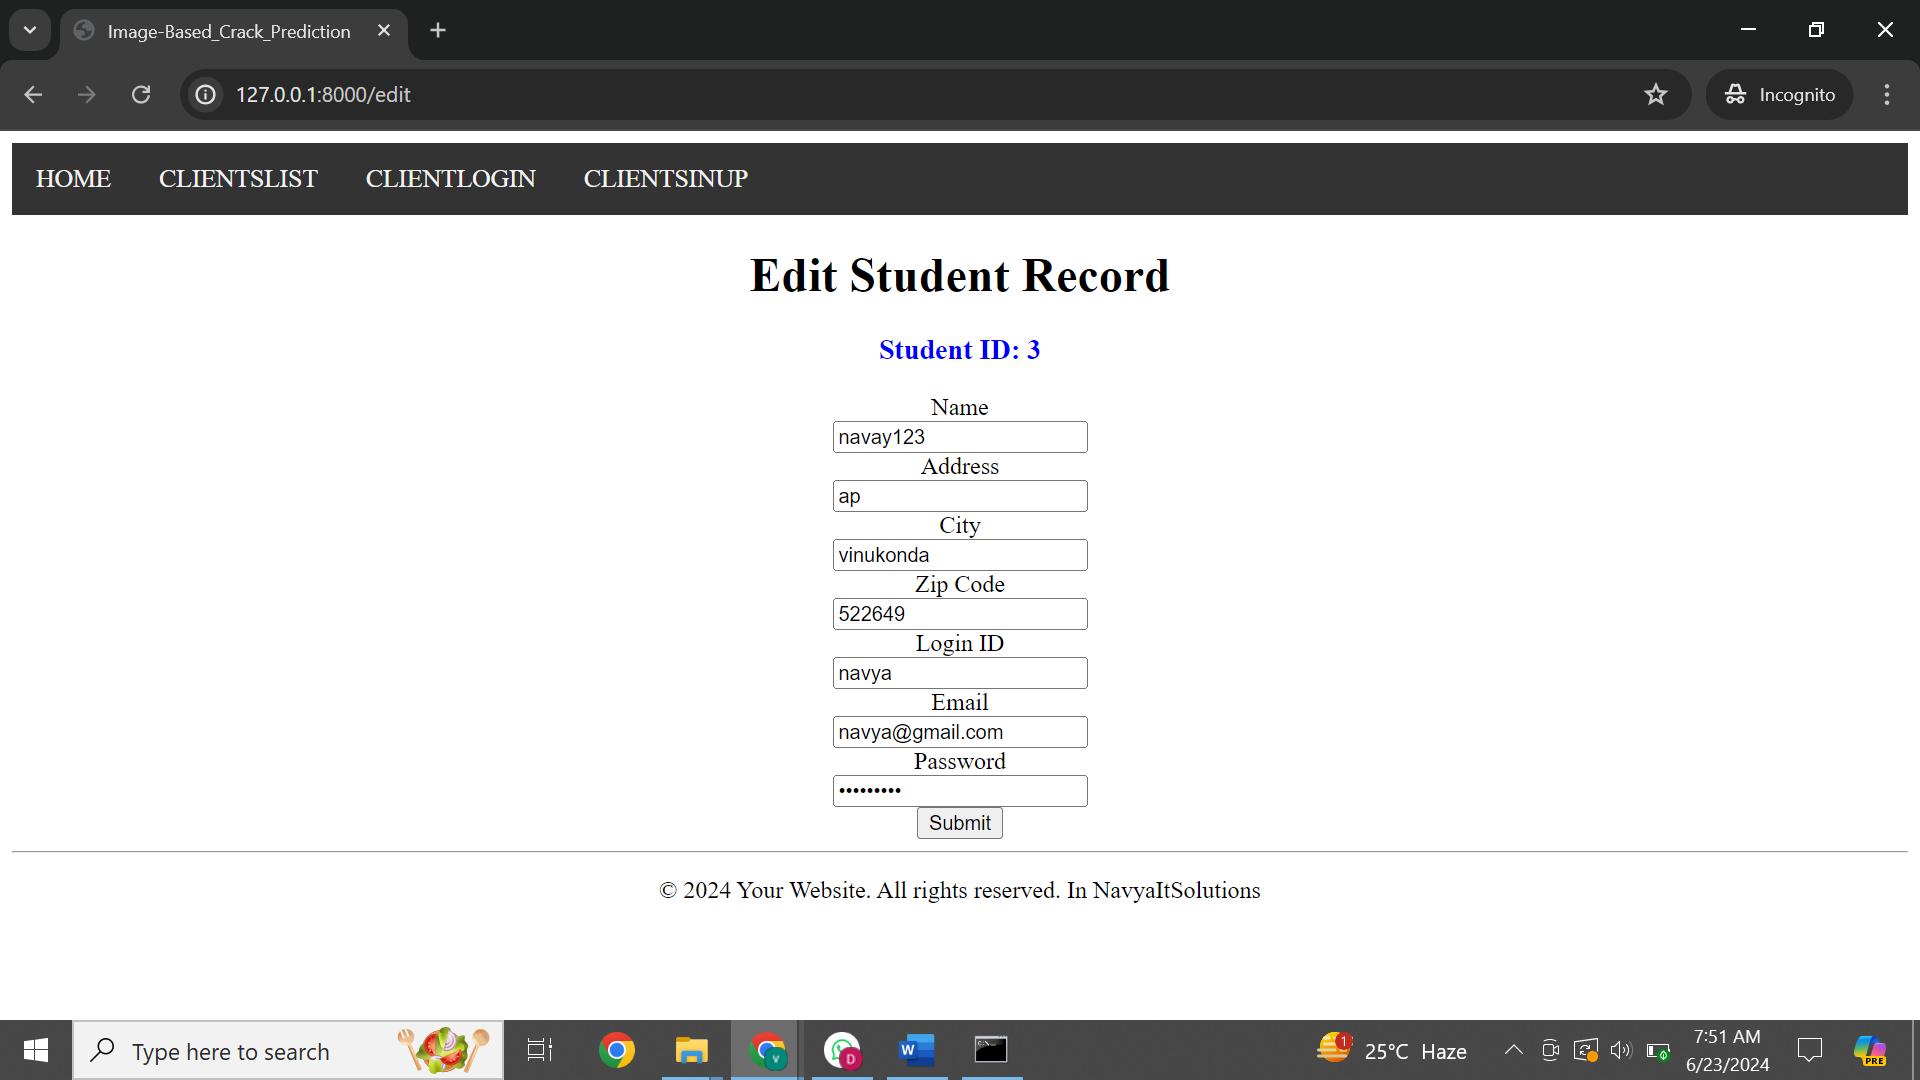 Image-Based_Crack_Prediction
127.0.0.1:8000/edit
Incognito
HOME CLIENTSLIST CLIENTLOGIN CLIENTSINUP
Edit Student Record
Student ID: 3
Name
navay123
Address
ap
City
vinukonda
Zip Code
522649
Login ID
navya
Email
navya@gmail.com
Password
•••••••••
Submit
© 2024 Your Website. All rights reserved. In NavyaItSolutions
Type here to search
V
D
W
C:\
1
25°C Haze
7:51 AM
6/23/2024
PRE